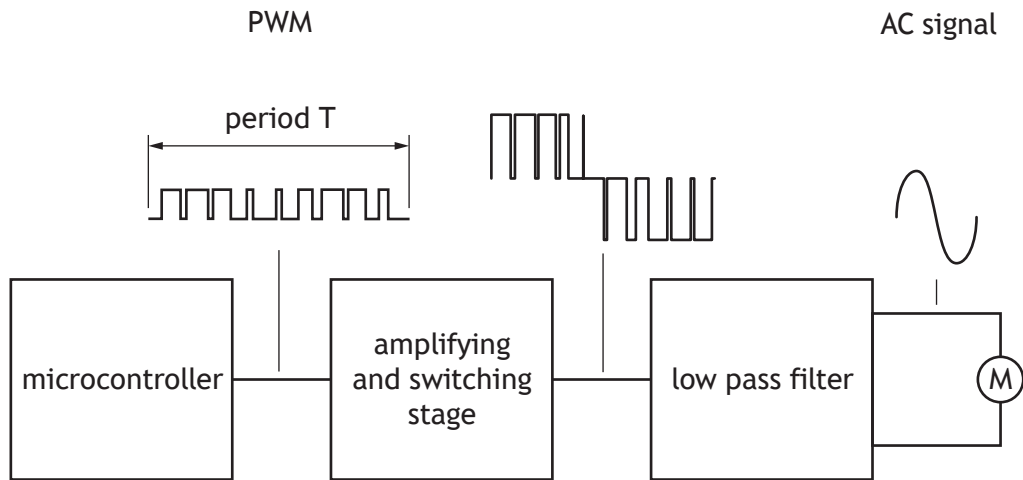 PWM
AC signal
period T
microcontroller
amplifying
and switching
stage
low pass filter
M